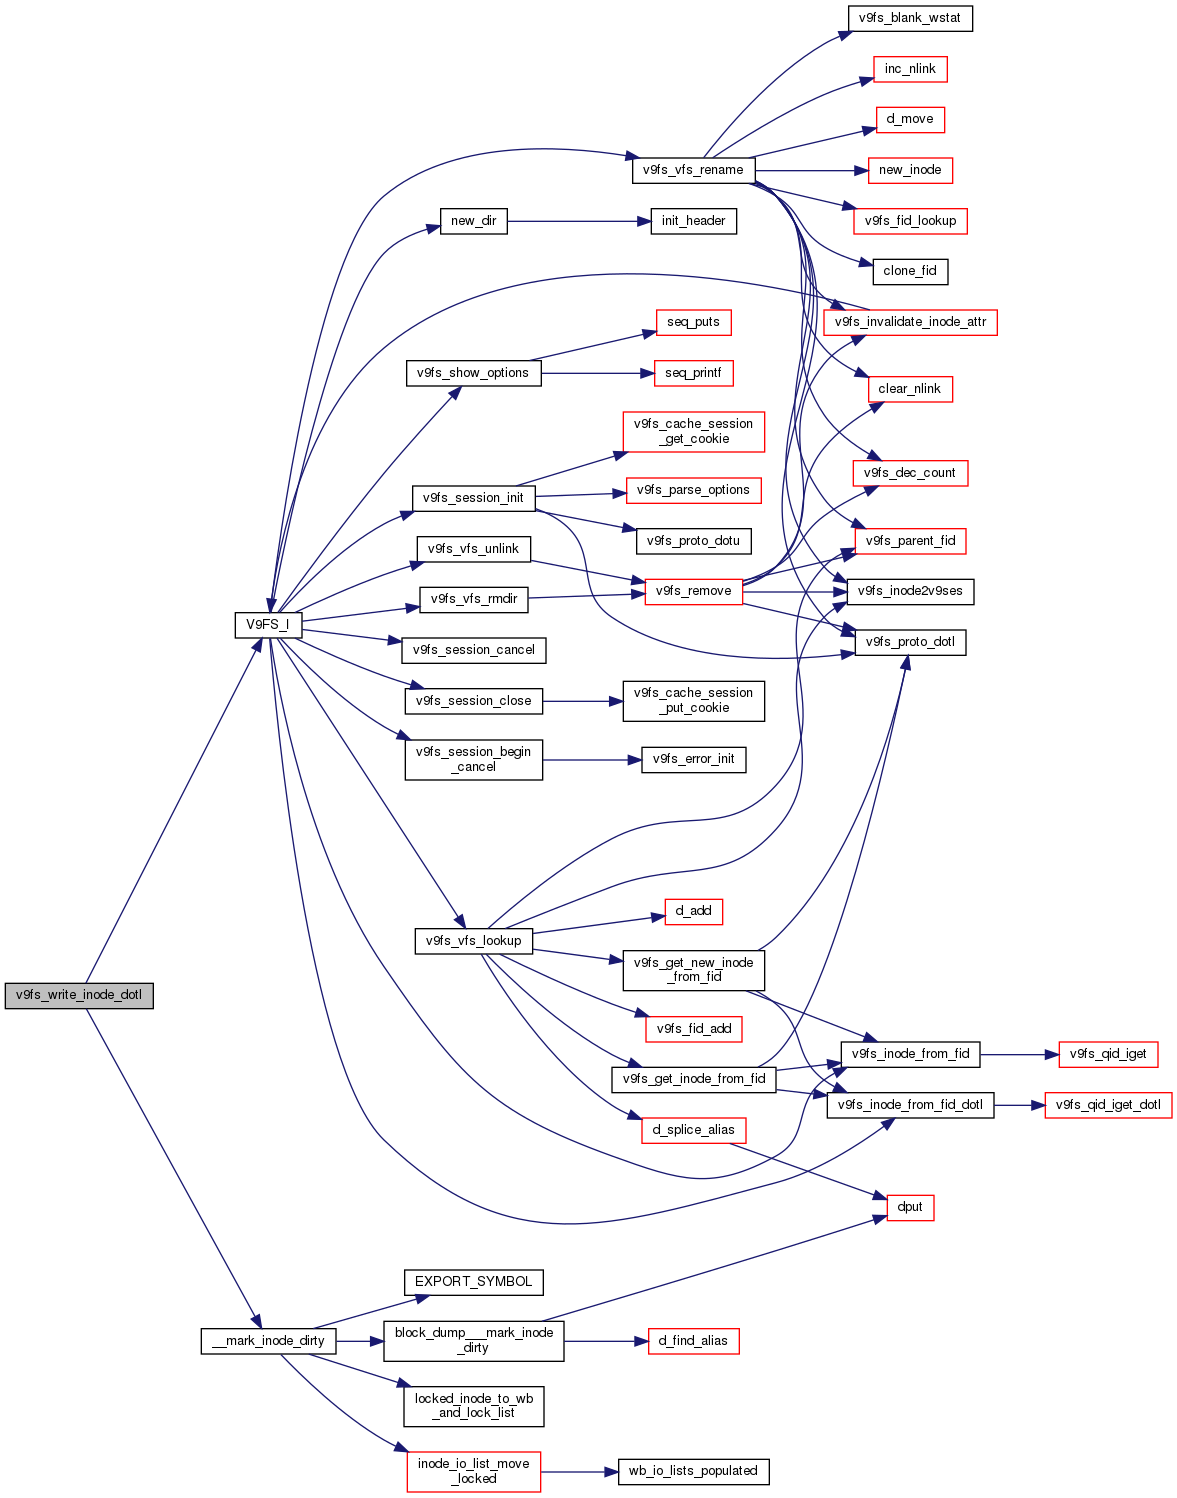 v9fs_blank_wstat
inc_nlink
d_move
v9fs_vfs_rename
new_inode
new_dir
init_header
v9fs_fid_lookup
clone_fid
seq_puts
v9fs_invalidate_inode_attr
v9fs_show_options
seq_printf
clear_nlink
v9fs_cache_session
_get_cookie
v9fs_dec_count
v9fs_session_init
v9fs_parse_options
v9fs_proto_dotu
v9fs_parent_fid
v9fs_vfs_unlink
v9fs_vfs_rmdir
v9fs_remove
v9fs_inode2v9ses
V9FS_I
v9fs_session_cancel
v9fs_proto_dotl
v9fs_session_close
v9fs_cache_session
_put_cookie
v9fs_session_begin
_cancel
v9fs_error_init
d_add
v9fs_vfs_lookup
v9fs_get_new_inode
_from_fid
v9fs_write_inode_dotl
v9fs_fid_add
v9fs_inode_from_fid
v9fs_qid_iget
v9fs_get_inode_from_fid
v9fs_inode_from_fid_dotl
v9fs_qid_iget_dotl
d_splice_alias
dput
EXPORT_SYMBOL
__mark_inode_dirty
block_dump___mark_inode
_dirty
d_find_alias
locked_inode_to_wb
_and_lock_list
inode_io_list_move
_locked
wb_io_lists_populated